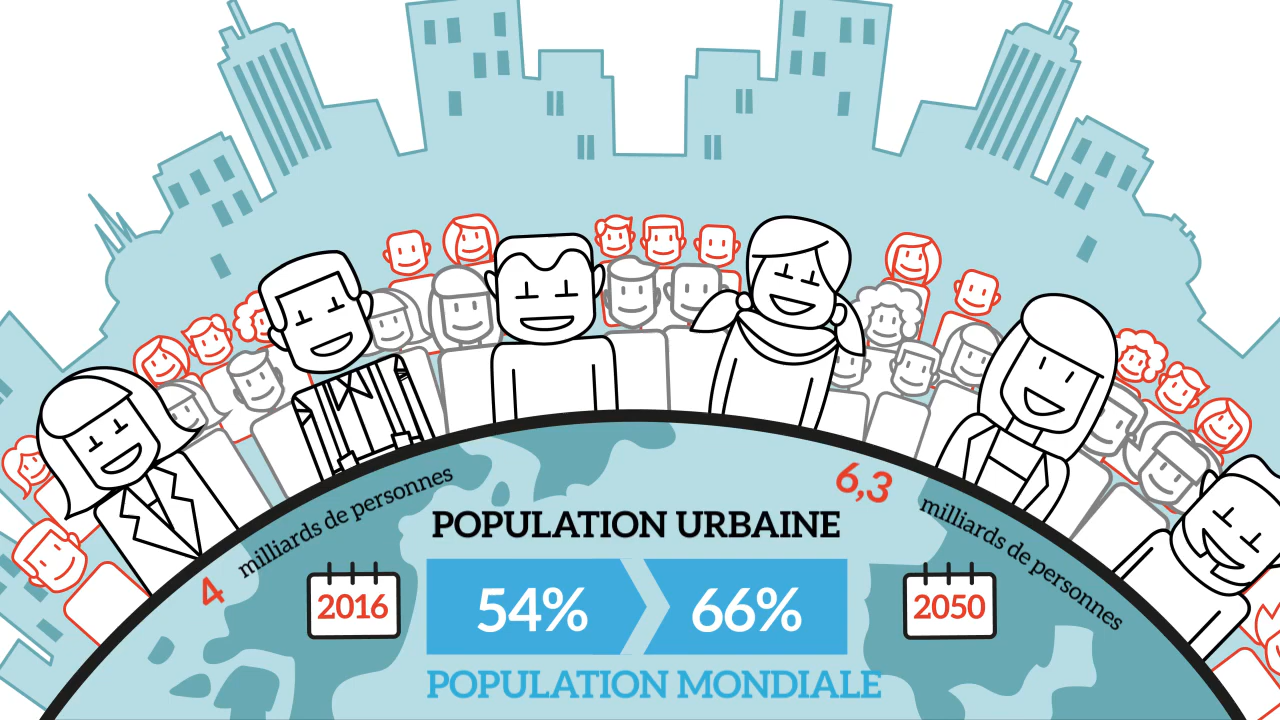 4 milliards de personnes
6,3 milliards de personnes
POPULATION URBAINE
2016
54%
66%
2050
POPULATION MONDIALE